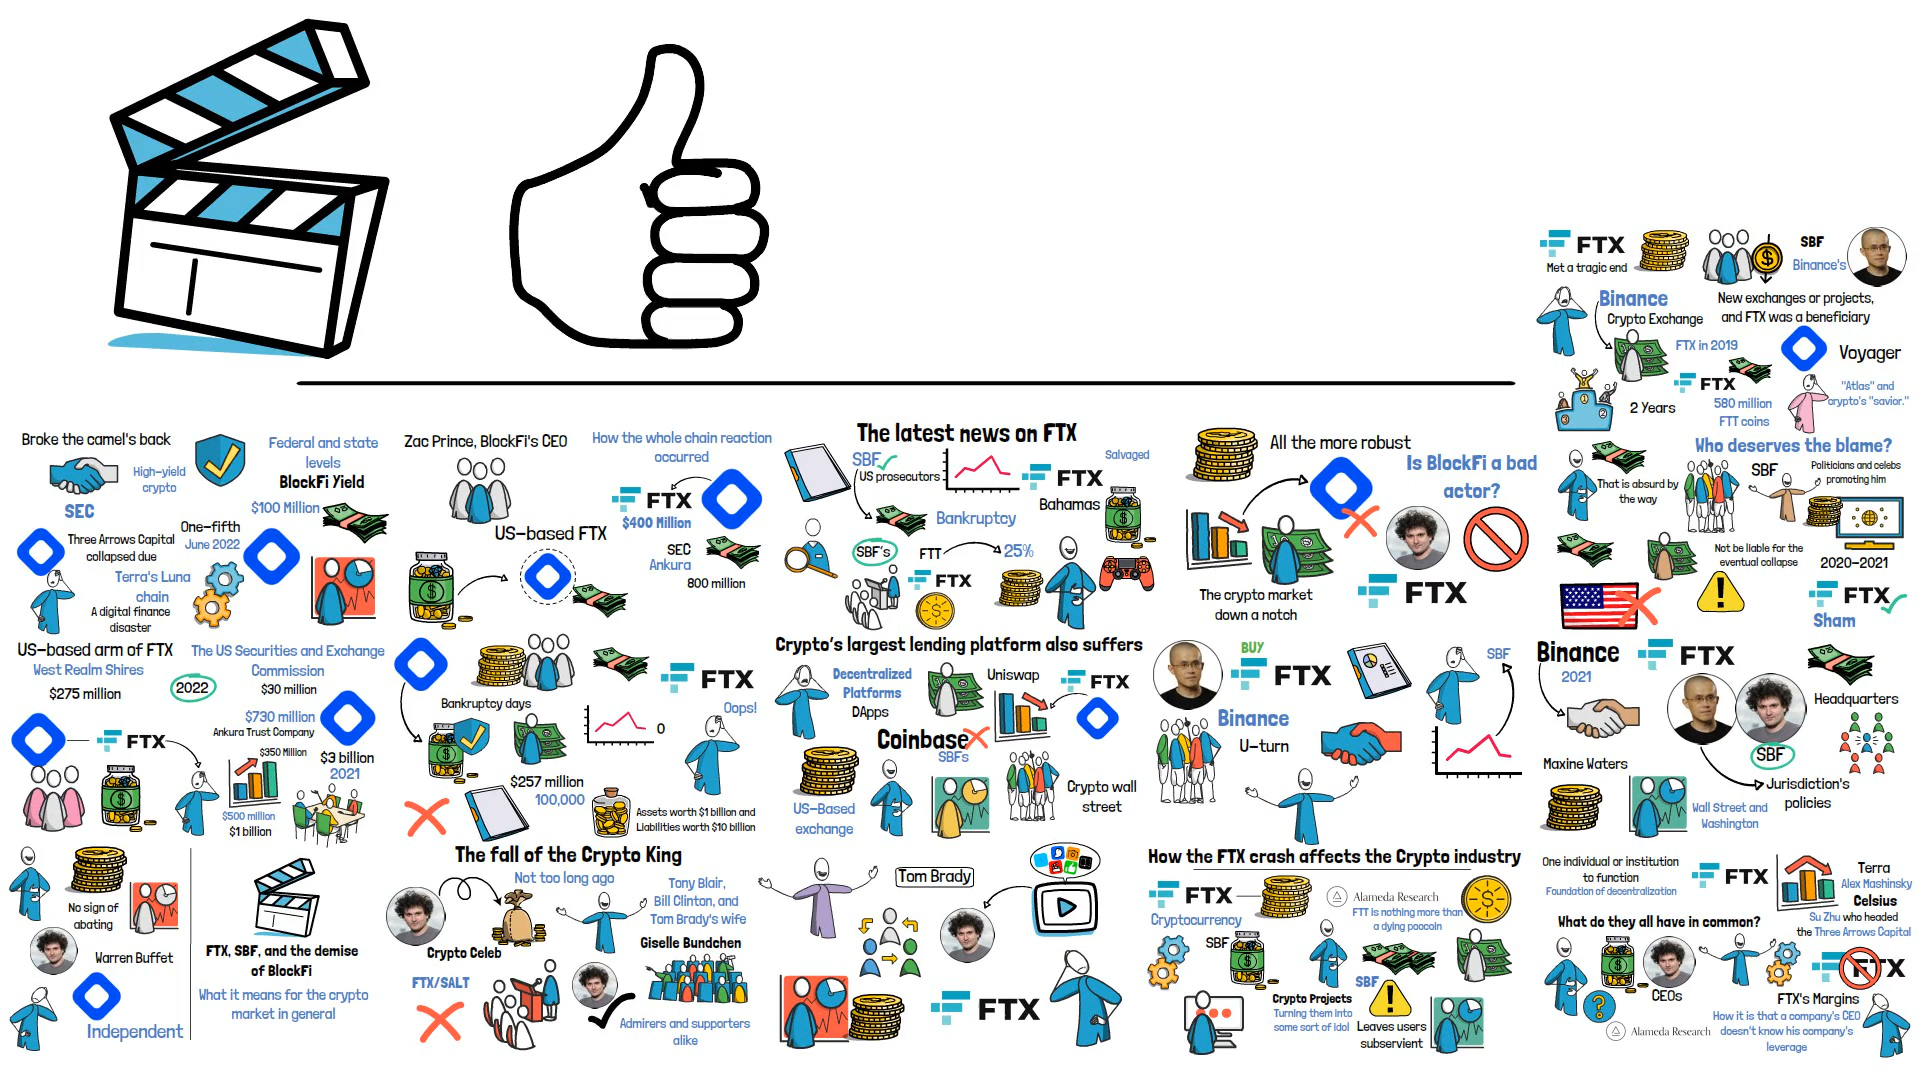 FTX
Met a tragic end
SBF
Binance's
Binance
Crypto Exchange
New exchanges or projects,
and FTX was a beneficiary
FTX in 2019
Voyager
FTX
2 Years
580 million
FTT coins
"Atlas" and
crypto's "savior."
Who deserves the blame?
That is absurd by
the way
SBF
Politicians and celebs
promoting him
Not be liable for the
eventual collapse
2020-2021
FTX
Sham
Broke the camel's back
High-yield
crypto
SEC
Federal and state
levels
BlockFi Yield
$100 Million
Three Arrows Capital
collapsed due
One-fifth
June 2022
Terra's Luna
chain
A digital finance
disaster
Zac Prince, BlockFi's CEO
How the whole chain reaction
occurred
FTX
$400 Million
US-based FTX
SEC
Ankura
800 million
The latest news on FTX
SBF
US prosecutors
FTX
Salvaged
Bahamas
Bankruptcy
SBF's
FTT
25%
FTX
All the more robust
Is BlockFi a bad
actor?
The crypto market
down a notch
FTX
US-based arm of FTX
West Realm Shires
$275 million
2022
The US Securities and Exchange
Commission
$30 million
$730 million
Ankura Trust Company
FTX
$350 Million
$3 billion
2021
$500 million
$1 billion
Bankruptcy days
FTX
Oops!
0
$257 million
100,000
Assets worth $1 billion and
Liabilities worth $10 billion
Crypto's largest lending platform also suffers
Decentralized
Platforms
DApps
Uniswap
FTX
Coinbase
SBFs
US-Based
exchange
Crypto wall
street
BUY
FTX
Binance
U-turn
SBF
Binance
2021
FTX
Headquarters
SBF
Maxine Waters
Jurisdiction's
policies
Wall Street and
Washington
No sign of
abating
Warren Buffet
Independent
FTX, SBF, and the demise
of BlockFi
What it means for the crypto
market in general
The fall of the Crypto King
Not too long ago
Crypto Celeb
Tony Blair,
Bill Clinton, and
Tom Brady's wife
Giselle Bundchen
FTX/SALT
Admirers and supporters
alike
Tom Brady
FTX
How the FTX crash affects the Crypto industry
FTX
Cryptocurrency
Alameda Research
FTT is nothing more than
a dying poocoin
SBF
SBF
Crypto Projects
Turning them into
some sort of Idol
Leaves users
subservient
One individual or institution
to function
Foundation of decentralization
FTX
Terra
Alex Mashinsky
Celsius
Su Zhu who headed
the Three Arrows Capital
What do they all have in common?
CEOs
FTX
FTX's Margins
Alameda Research
How it is that a company's CEO
doesn't know his company's
leverage